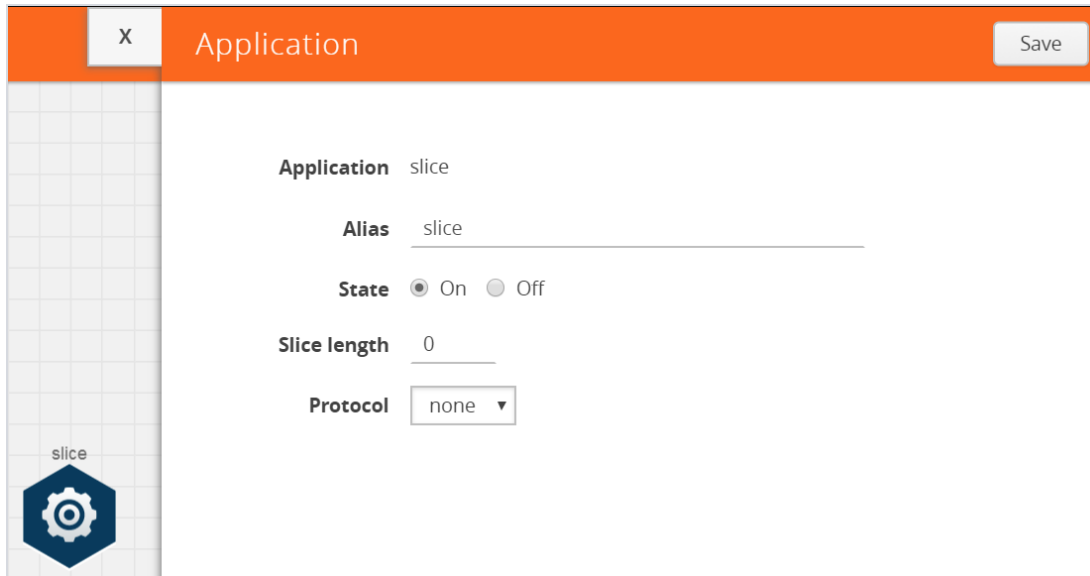 X
Application
Save
Application slice
Alias slice
State On Off
Slice length 0
Protocol none
slice